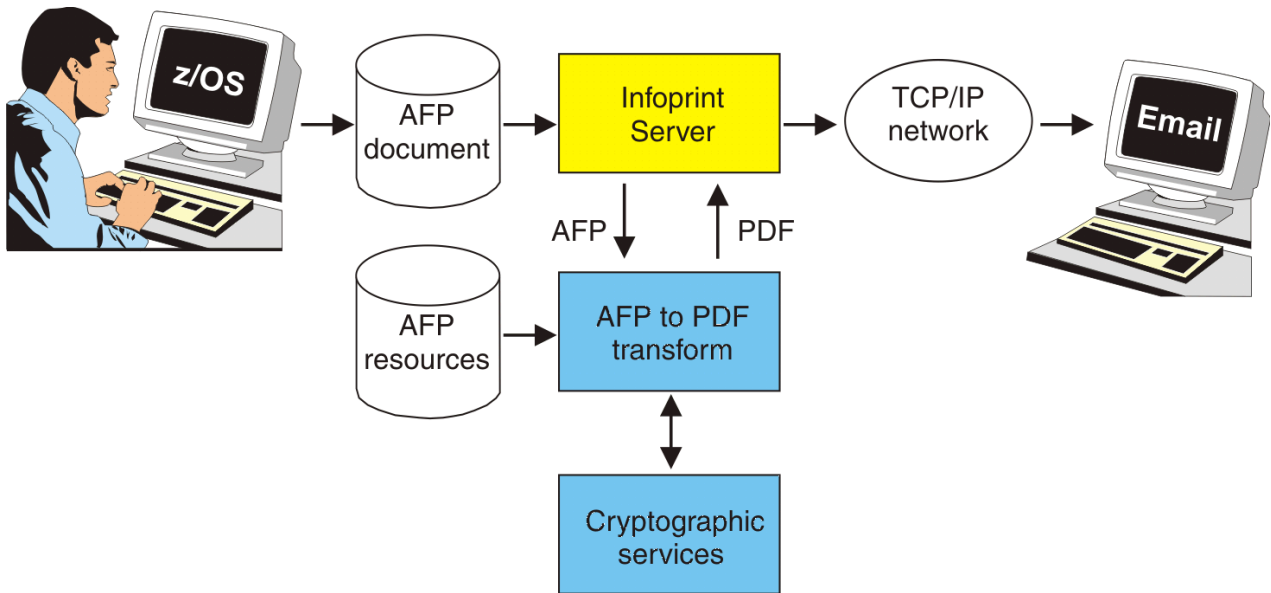 z/OS
AFP
document
Infoprint
Server
TCP/IP
network
Email
AFP
PDF
AFP
resources
AFP to PDF
transform
Cryptographic
services